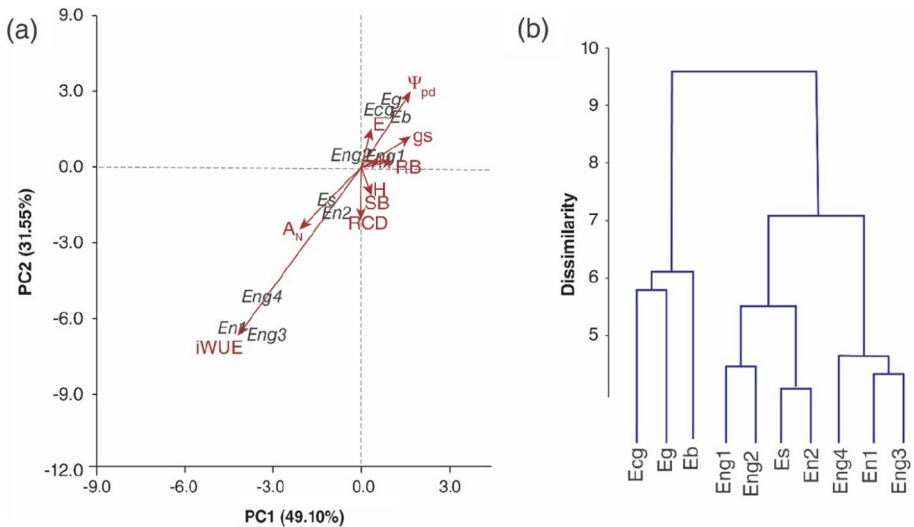 (a)
(b)
9.0
3.0
0.0
-3.0
-6.0
-9.0
-12.0
PC2 (31.55%)
Ψpd
Eg
Ecg
Eb
E
gs
Eng2
Eng1
RB
H
SB
RCD
Es
En2
AN
Eng4
En1
Eng3
iWUE
-9.0
-6.0
-3.0
0.0
3.0
PC1 (49.10%)
10
9
8
7
6
5
Dissimilarity
Ecg
Eg
Eb
Eng1
Eng2
Es
En2
Eng4
En1
Eng3